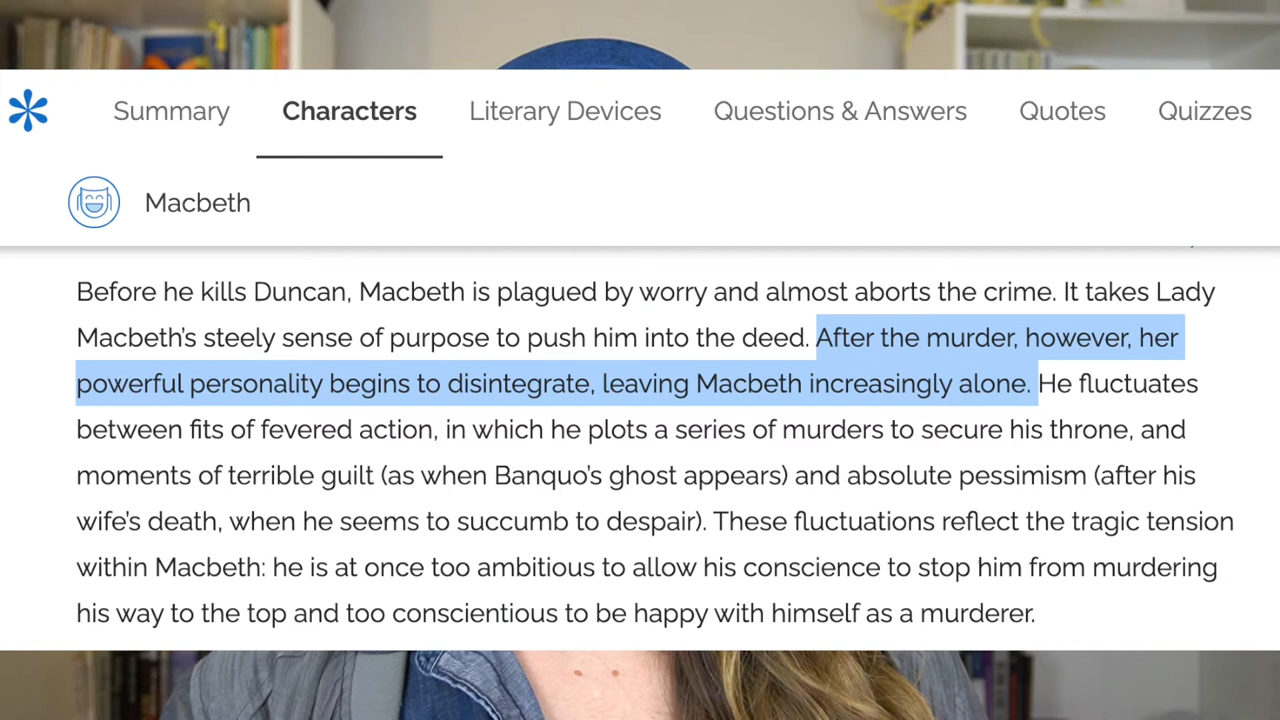 Summary Characters Literary Devices Questions & Answers Quotes Quizzes
Macbeth
Before he kills Duncan, Macbeth is plagued by worry and almost aborts the crime. It takes Lady
Macbeth’s steely sense of purpose to push him into the deed. After the murder, however, her
powerful personality begins to disintegrate, leaving Macbeth increasingly alone. He fluctuates
between fits of fevered action, in which he plots a series of murders to secure his throne, and
moments of terrible guilt (as when Banquo’s ghost appears) and absolute pessimism (after his
wife’s death, when he seems to succumb to despair). These fluctuations reflect the tragic tension
within Macbeth: he is at once too ambitious to allow his conscience to stop him from murdering
his way to the top and too conscientious to be happy with himself as a murderer.